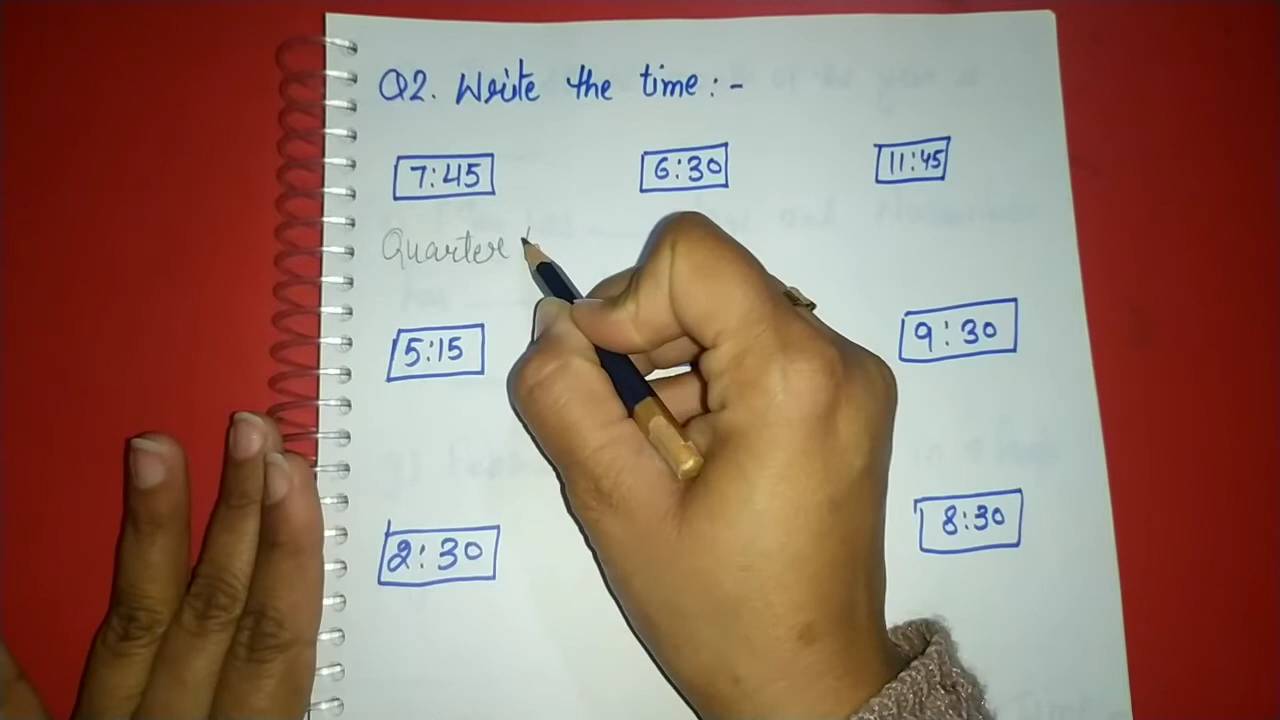 Q2. Write the time : -
7:45 6:30 11:45
Quarter
5:15 9:30
2:30 8:30